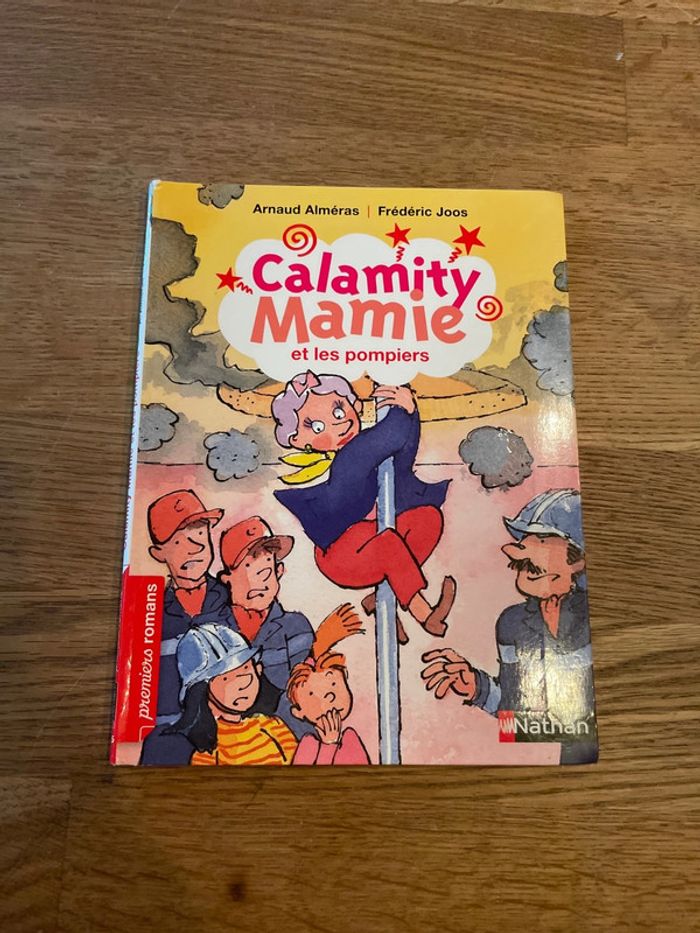 Arnaud Alméras | Frédéric Joos
Calamity
Mamie
et les pompiers
C
C
premiers romans
Nathan